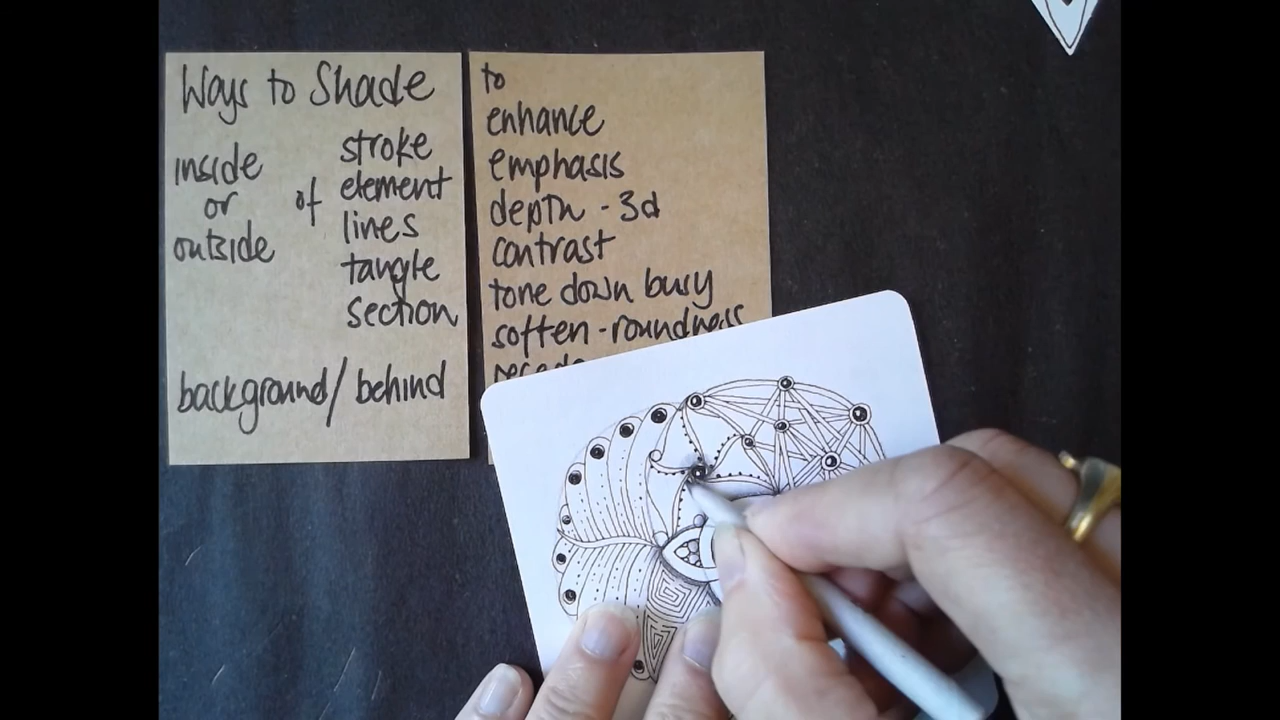 Ways to Shade
inside
or
outside
of
stroke
element
lines
tangle
section
background/behind
to
enhance
emphasis
depth - 3d
contrast
tone down busy
soften - roundness